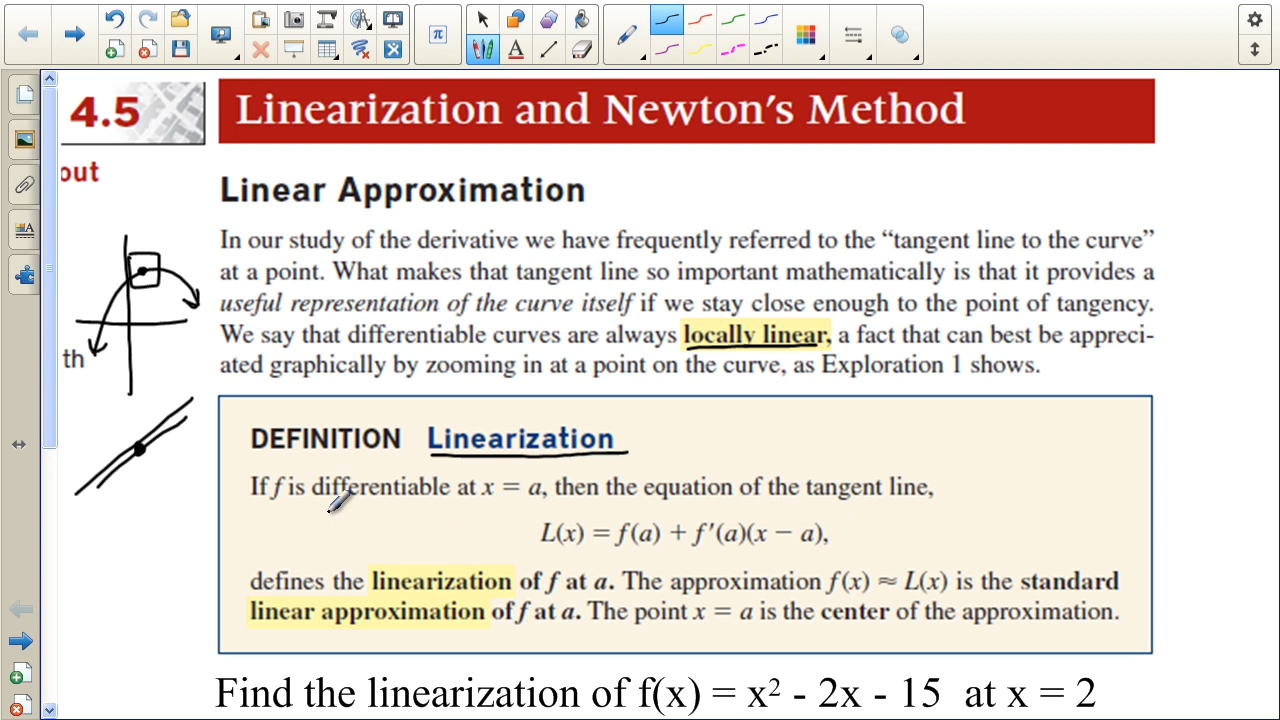 4.5
Linearization and Newton's Method
out
Linear Approximation
In our study of the derivative we have frequently referred to the “tangent line to the curve”
at a point. What makes that tangent line so important mathematically is that it provides a
useful representation of the curve itself if we stay close enough to the point of tangency.
We say that differentiable curves are always locally linear, a fact that can best be appreci-
th
ated graphically by zooming in at a point on the curve, as Exploration 1 shows.
DEFINITION Linearization
If f is differentiable at x = a, then the equation of the tangent line,
L(x) = f(a) + f′(a)(x − a),
defines the linearization of f at a. The approximation f(x) ≈ L(x) is the standard
linear approximation of f at a. The point x = a is the center of the approximation.
Find the linearization of f(x) = x² - 2x - 15 at x = 2